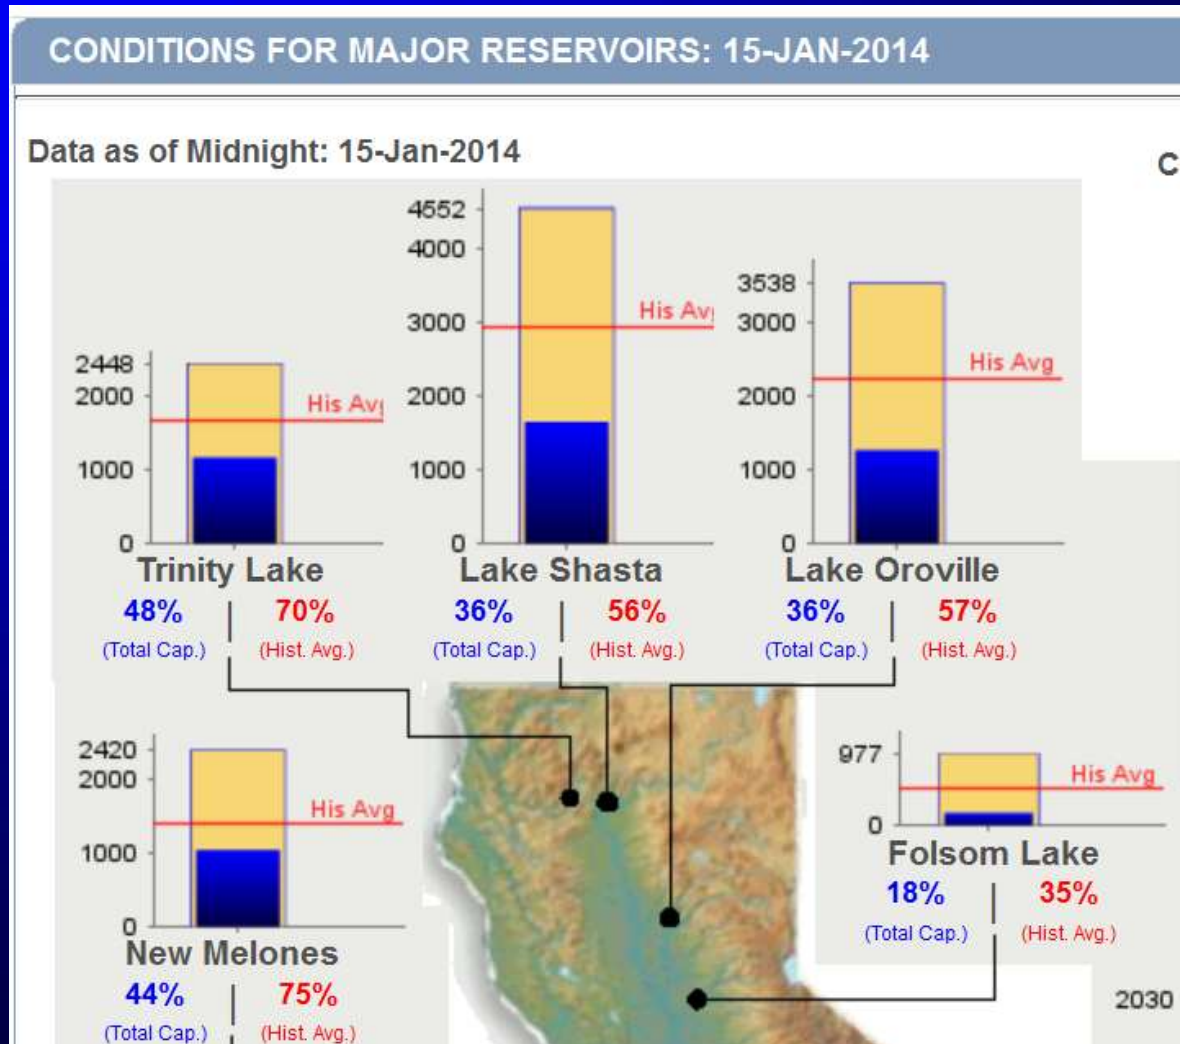 CONDITIONS FOR MAJOR RESERVOIRS: 15-JAN-2014
Data as of Midnight: 15-Jan-2014
C
4552
4000
3000
2000
1000
0
His Av
Lake Shasta
36% | 56%
(Total Cap.) | (Hist. Avg.)
3538
3000
2000
1000
0
His Avg
Lake Oroville
36% | 57%
(Total Cap.) | (Hist. Avg.)
2448
2000
1000
0
His Avg
Trinity Lake
48% | 70%
(Total Cap.) | (Hist. Avg.)
2420
2000
1000
0
His Avg
New Melones
44% | 75%
(Total Cap.) | (Hist. Avg.)
977
0
His Avg
Folsom Lake
18% | 35%
(Total Cap.) | (Hist. Avg.)
2030